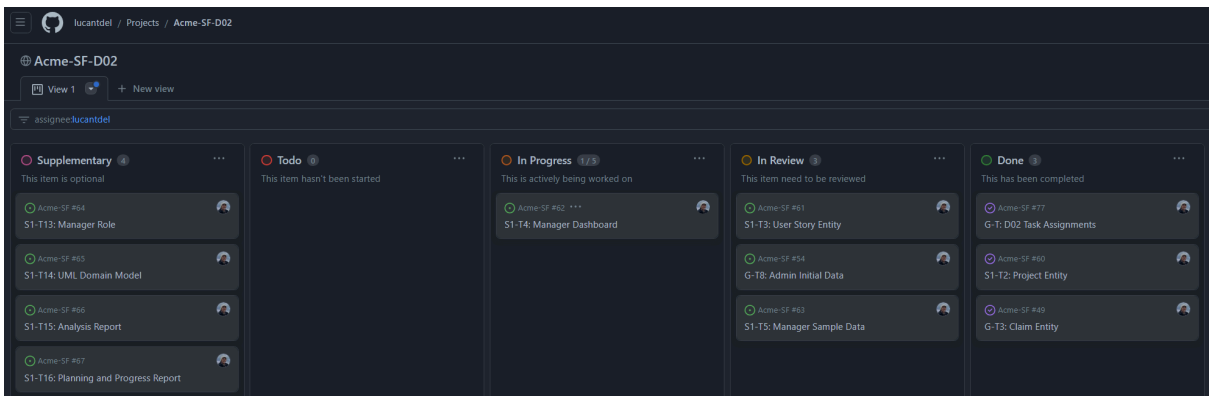 lucantdel / Projects / Acme-SF-D02
Acme-SF-D02
View 1
+ New view
assignee:lucantdel
Supplementary 4 ...
This item is optional
Acme-SF #64
S1-T13: Manager Role
Acme-SF #65
S1-T14: UML Domain Model
Acme-SF #66
S1-T15: Analysis Report
Acme-SF #67
S1-T16: Planning and Progress Report
Todo 0 ...
This item hasn't been started
In Progress 1 / 5 ...
This is actively being worked on
Acme-SF #62 ...
S1-T4: Manager Dashboard
In Review 3 ...
This item need to be reviewed
Acme-SF #61
S1-T3: User Story Entity
Acme-SF #54
G-T8: Admin Initial Data
Acme-SF #63
S1-T5: Manager Sample Data
Done 3 ...
This has been completed
Acme-SF #77
G-T: D02 Task Assignments
Acme-SF #60
S1-T2: Project Entity
Acme-SF #49
G-T3: Claim Entity